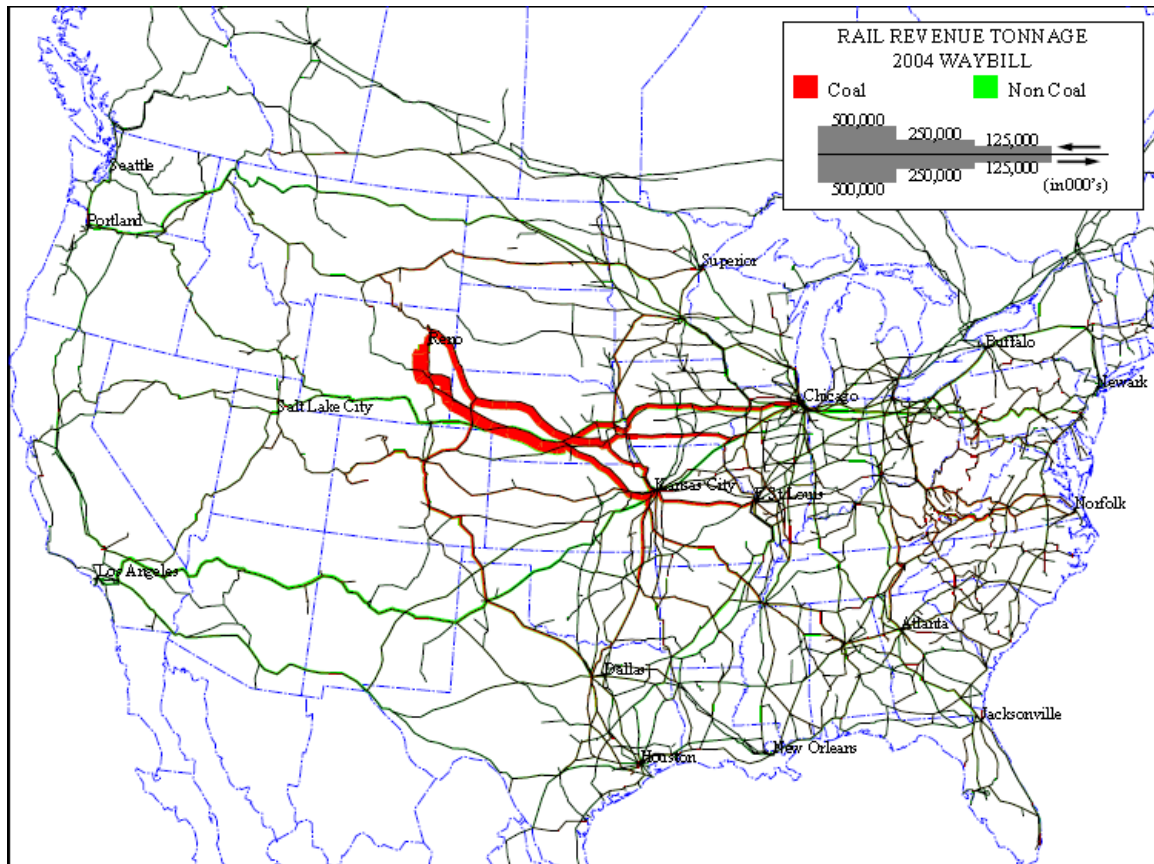 RAIL REVENUE TONNAGE
2004 WAYBILL
Coal
Non Coal
500,000
250,000
125,000
500,000
250,000
125,000
(in000's)
Seattle
Portland
Superior
Reno
Buffalo
Newark
Salt Lake City
Chicago
Kansas City
E St Louis
Norfolk
Los Angeles
Atlanta
Dallas
Jacksonville
New Orleans
Houston